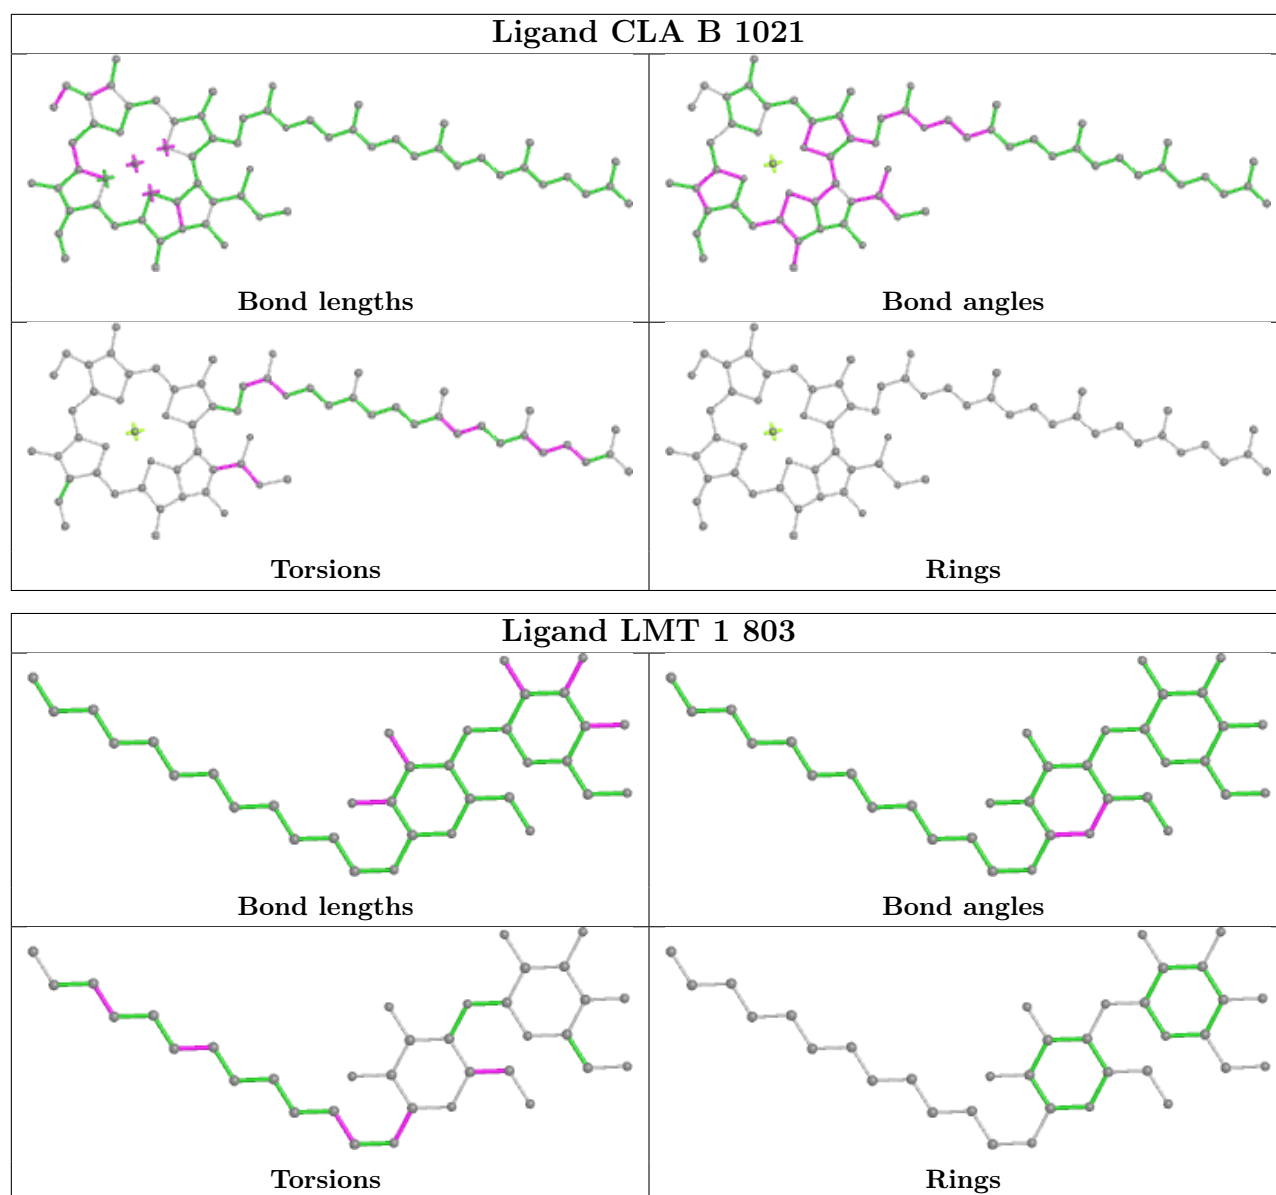 Ligand CLA B 1021
Bond lengths
Bond angles
Torsions
Rings
Ligand LMT 1 803
Bond lengths
Bond angles
Torsions
Rings